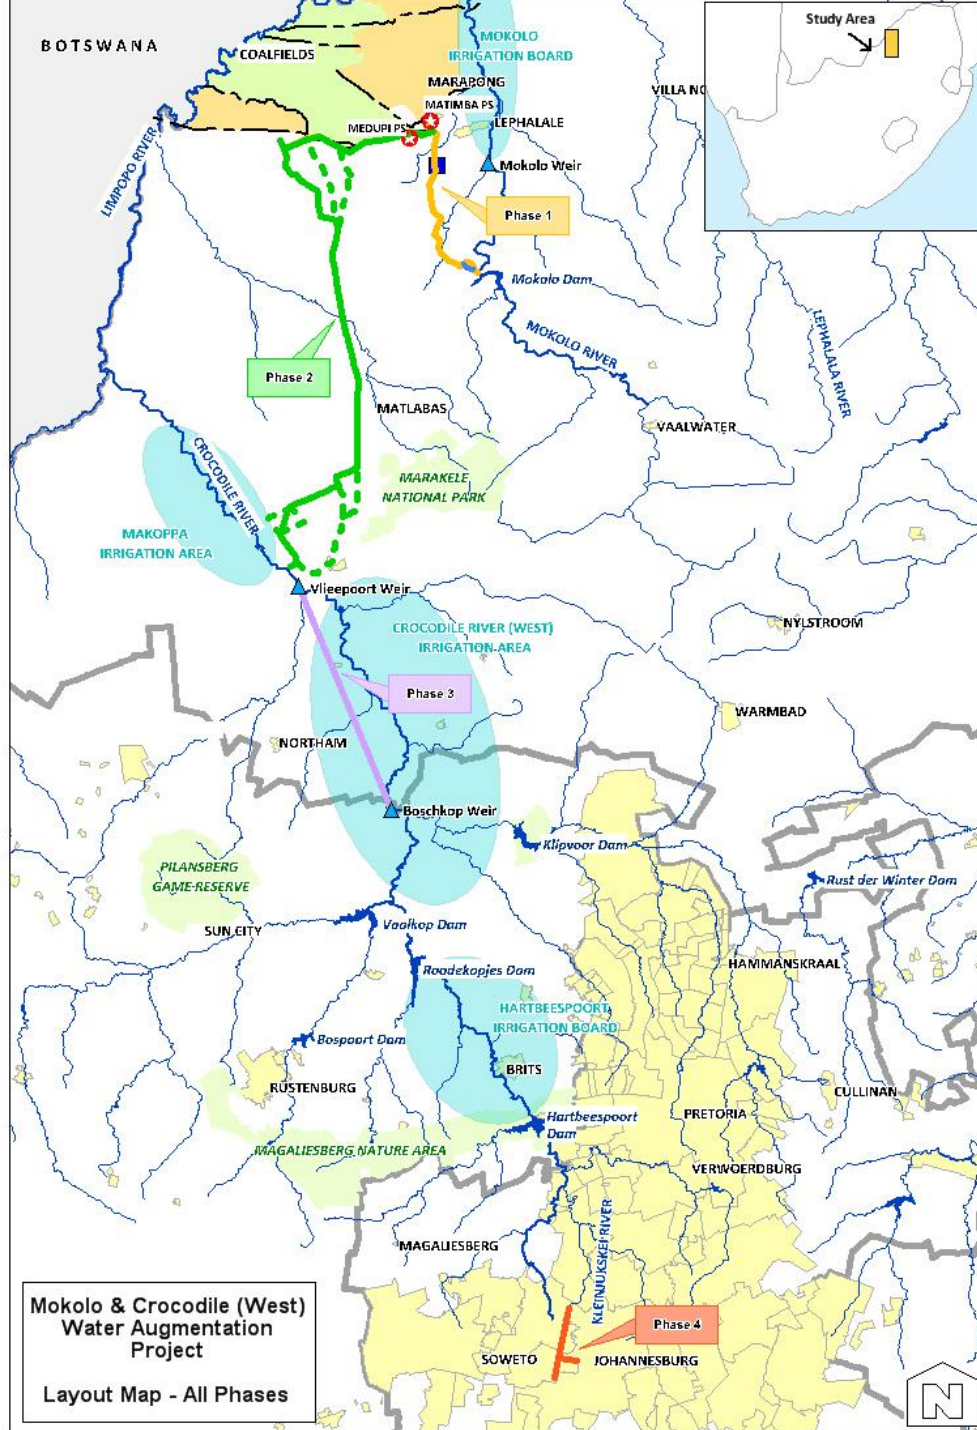 Study Area
BOTSWANA
COALFIELDS
MOKOLO
IRRIGATION BOARD
MARAPONG
MATIMBA PS
VILLA NO
MEDUPI PS
LEPHALALE
LIMPOPO RIVER
Mokolo Weir
Phase 1
Mokolo Dam
MOKOLO RIVER
LEPHALALA RIVER
Phase 2
MATLABAS
VAALWATER
CROCODILE RIVER
MARAKELE
NATIONAL PARK
MAKOPPA
IRRIGATION AREA
Vlieepoort Weir
CROCODILE RIVER (WEST)
IRRIGATION AREA
NYLSTROOM
Phase 3
WARMBAD
NORTHAM
Boschkop Weir
Klipvoor Dam
PILANSBERG
GAME-RESERVE
Rust der Winter Dam
SUN CITY
Vaalkop Dam
HAMMANSKRAAL
Roodekopjes Dam
HARTBEESPOORT
IRRIGATION BOARD
Bospoort Dam
BRITS
RUSTENBURG
CULLINAN
Hartbeespoort
Dam
PRETORIA
MAGALIESBERG NATURE AREA
VERWOERDBURG
KLEINJUKSKEI RIVER
MAGALIESBERG
Phase 4
SOWETO
JOHANNESBURG
Mokolo & Crocodile (West)
Water Augmentation
Project
Layout Map - All Phases
N